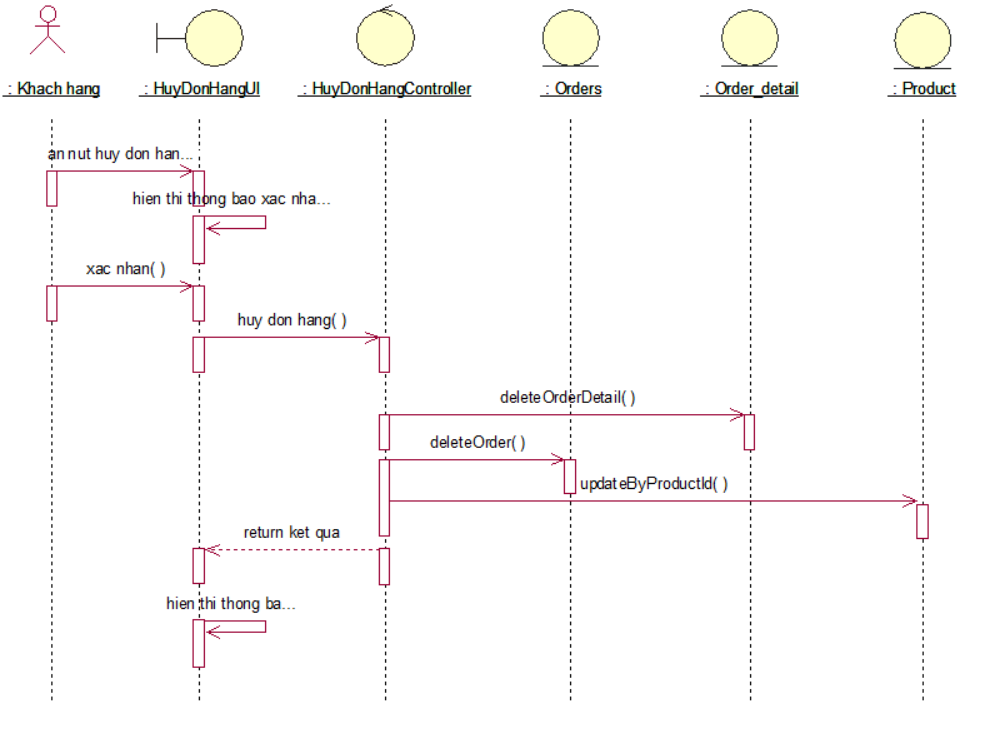 : Khach hang
: HuyDonHangUI
: HuyDonHangController
: Orders
: Order_detail
: Product
an nut huy don han...
hien thi thong bao xac nha...
xac nhan( )
huy don hang( )
deleteOrderDetail( )
deleteOrder( )
updateByProductId( )
return ket qua
hien thi thong ba...